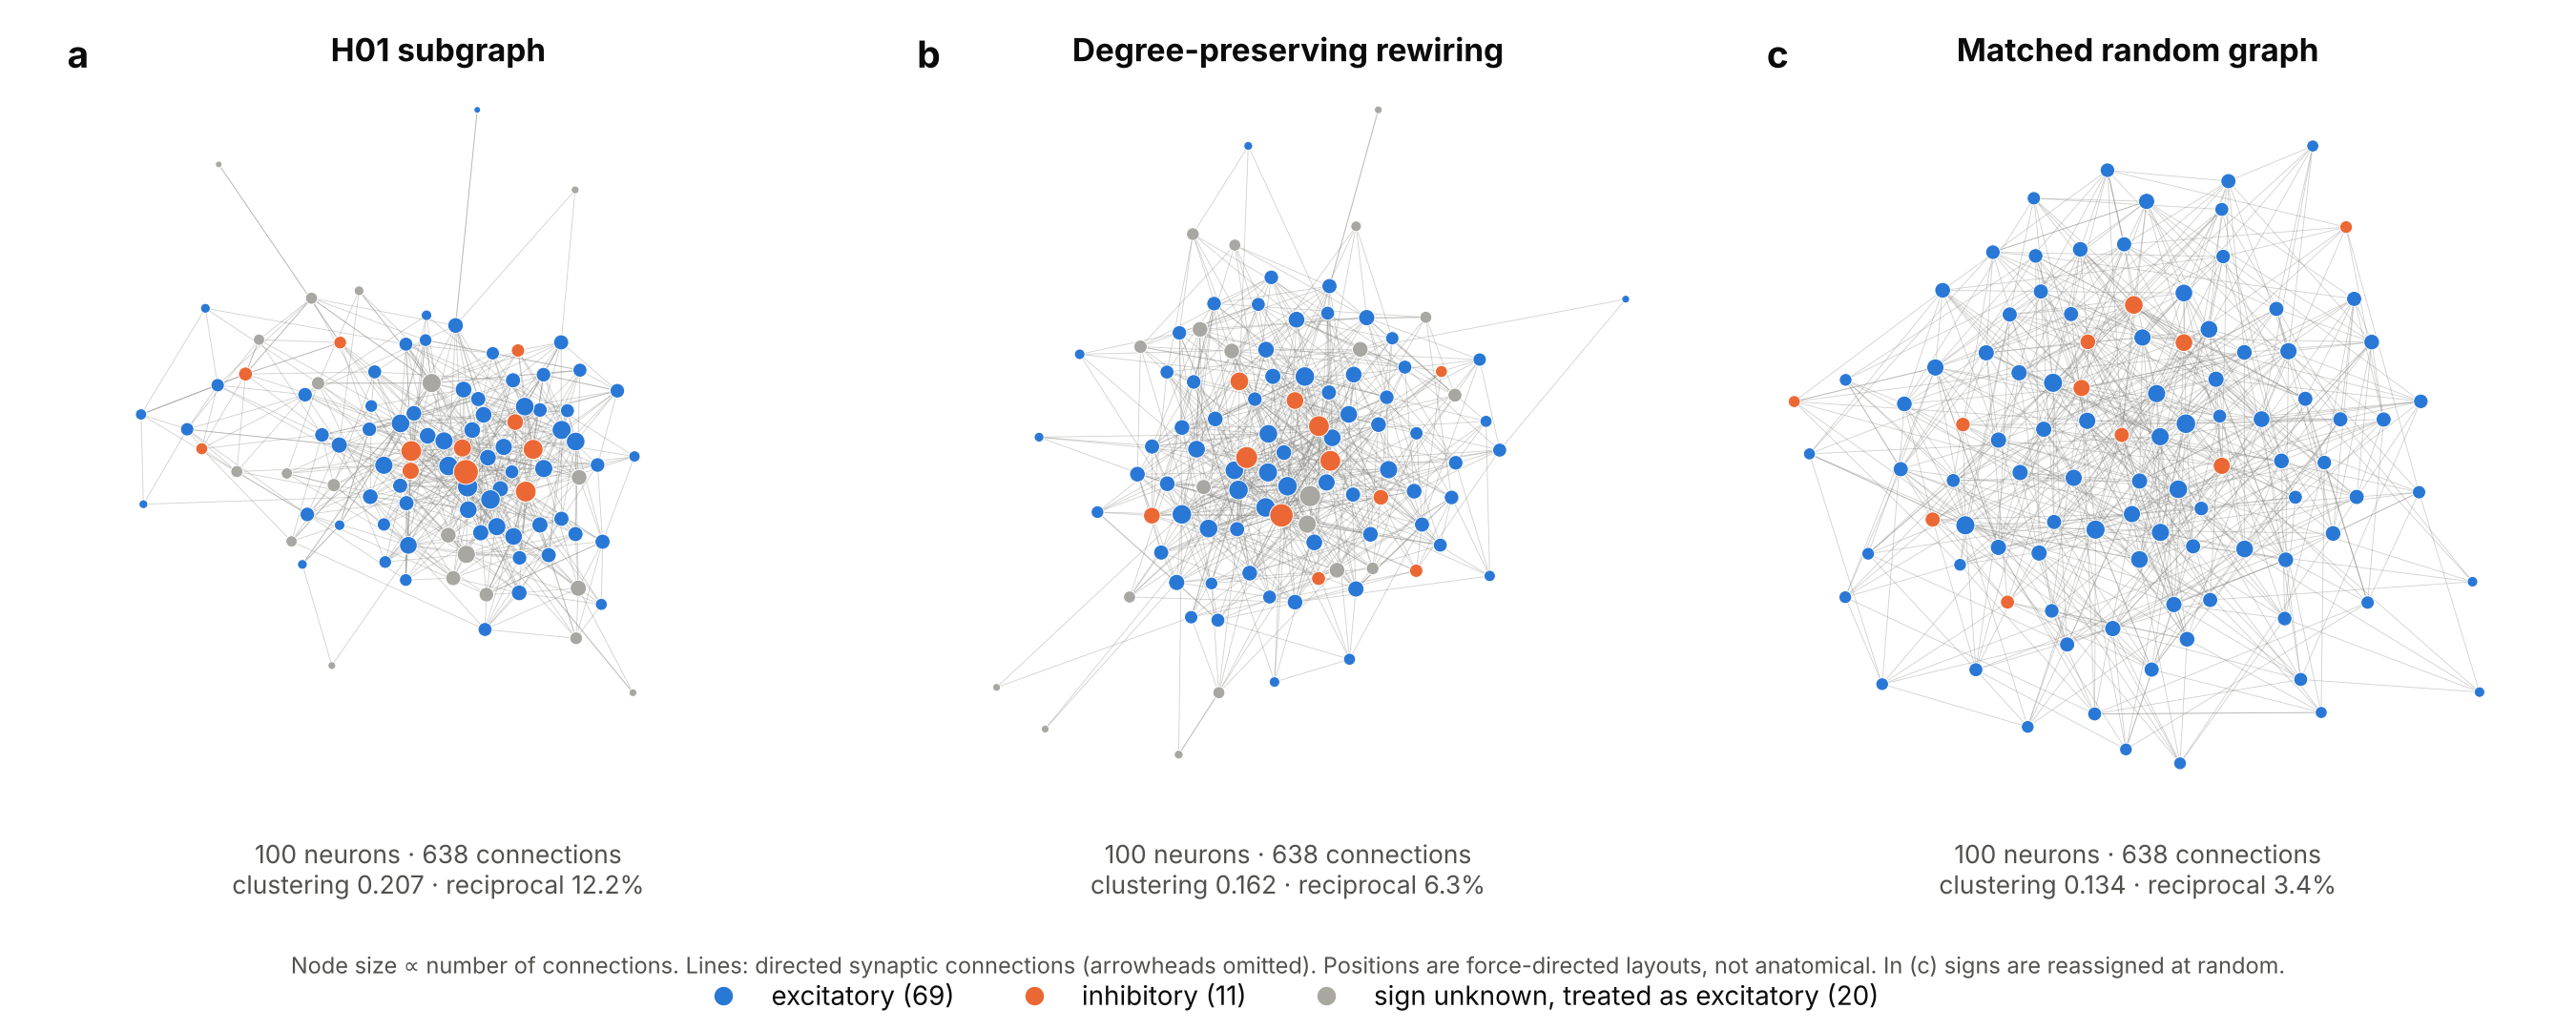 a
H01 subgraph
b
Degree-preserving rewiring
c
Matched random graph
100 neurons · 638 connections
clustering 0.207 · reciprocal 12.2%
100 neurons · 638 connections
clustering 0.162 · reciprocal 6.3%
100 neurons · 638 connections
clustering 0.134 · reciprocal 3.4%
Node size ∝ number of connections. Lines: directed synaptic connections (arrowheads omitted). Positions are force-directed layouts, not anatomical. In (c) signs are reassigned at random.
excitatory (69)
inhibitory (11)
sign unknown, treated as excitatory (20)